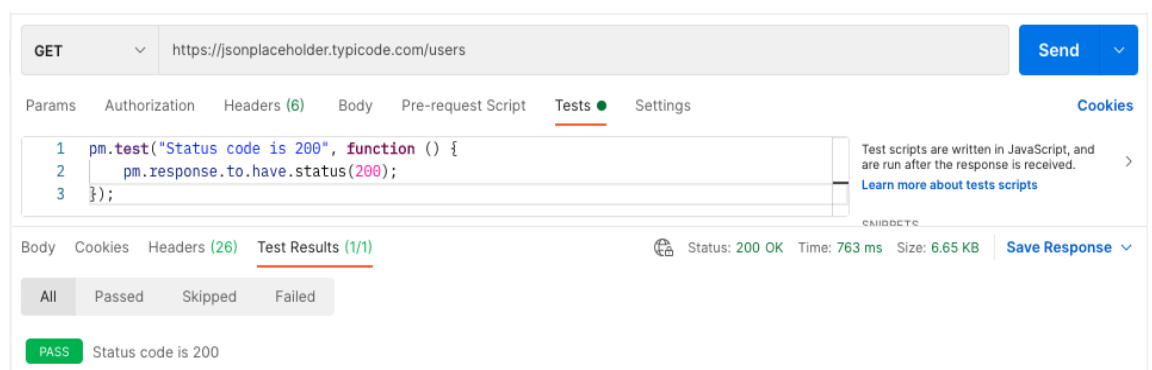 GET https://jsonplaceholder.typicode.com/users Send
Params Authorization Headers (6) Body Pre-request Script Tests Settings Cookies
1 pm.test("Status code is 200", function () {
2 pm.response.to.have.status(200);
3 });
Test scripts are written in JavaScript, and
are run after the response is received.
Learn more about tests scripts
SNIPPETS
Body Cookies Headers (26) Test Results (1/1) Status: 200 OK Time: 763 ms Size: 6.65 KB Save Response
All Passed Skipped Failed
PASS Status code is 200